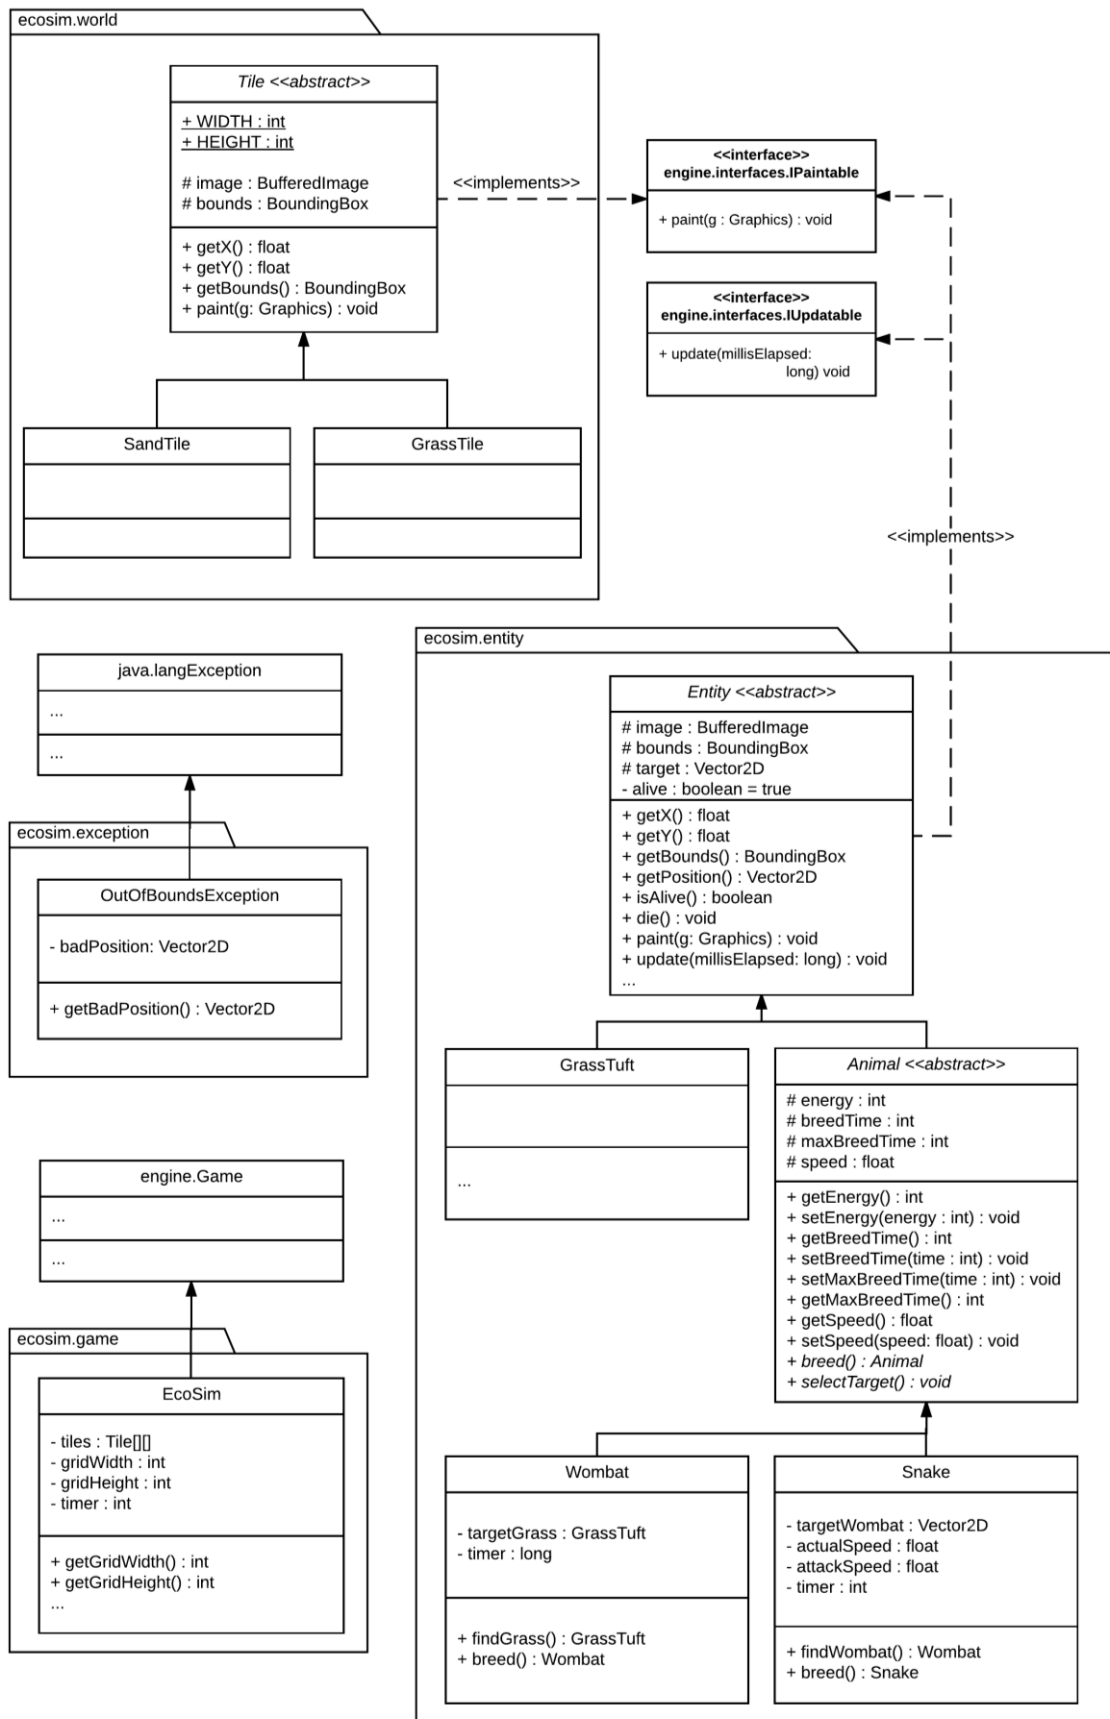 ecosim.world
Tile <<abstract>>
+ WIDTH : int
+ HEIGHT : int
# image : BufferedImage
# bounds : BoundingBox
+ getX() : float
+ getY() : float
+ getBounds() : BoundingBox
+ paint(g: Graphics) : void
<<implements>>
<<interface>>
engine.interfaces.IPaintable
+ paint(g : Graphics) : void
<<interface>>
engine.interfaces.IUpdatable
+ update(millisElapsed:
long) void
SandTile
GrassTile
<<implements>>
java.langException
...
...
ecosim.exception
OutOfBoundsException
- badPosition: Vector2D
+ getBadPosition() : Vector2D
engine.Game
...
...
ecosim.game
EcoSim
- tiles : Tile[][]
- gridWidth : int
- gridHeight : int
- timer : int
+ getGridWidth() : int
+ getGridHeight() : int
...
ecosim.entity
Entity <<abstract>>
# image : BufferedImage
# bounds : BoundingBox
# target : Vector2D
- alive : boolean = true
+ getX() : float
+ getY() : float
+ getBounds() : BoundingBox
+ getPosition() : Vector2D
+ isAlive() : boolean
+ die() : void
+ paint(g: Graphics) : void
+ update(millisElapsed: long) : void
...
GrassTuft
...
Animal <<abstract>>
# energy : int
# breedTime : int
# maxBreedTime : int
# speed : float
+ getEnergy() : int
+ setEnergy(energy : int) : void
+ getBreedTime() : int
+ setBreedTime(time : int) : void
+ setMaxBreedTime(time : int) : void
+ getMaxBreedTime() : int
+ getSpeed() : float
+ setSpeed(speed: float) : void
+ breed() : Animal
+ selectTarget() : void
Wombat
- targetGrass : GrassTuft
- timer : long
+ findGrass() : GrassTuft
+ breed() : Wombat
Snake
- targetWombat : Vector2D
- actualSpeed : float
- attackSpeed : float
- timer : int
+ findWombat() : Wombat
+ breed() : Snake